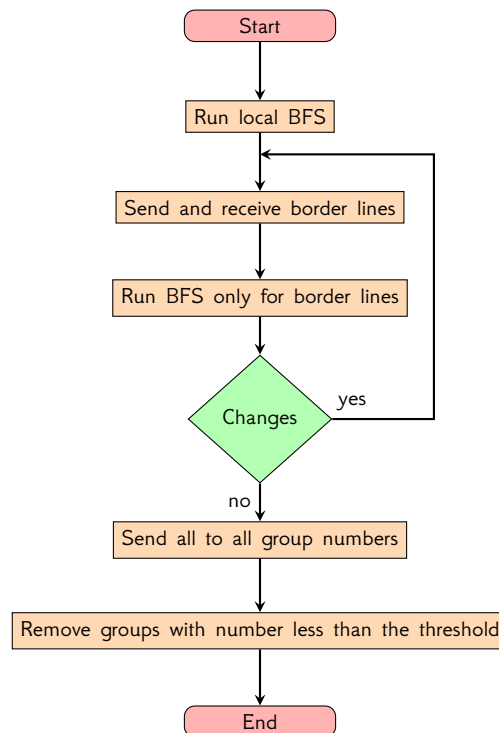 Start
Run local BFS
Send and receive border lines
Run BFS only for border lines
Changes
yes
no
Send all to all group numbers
Remove groups with number less than the threshold
End